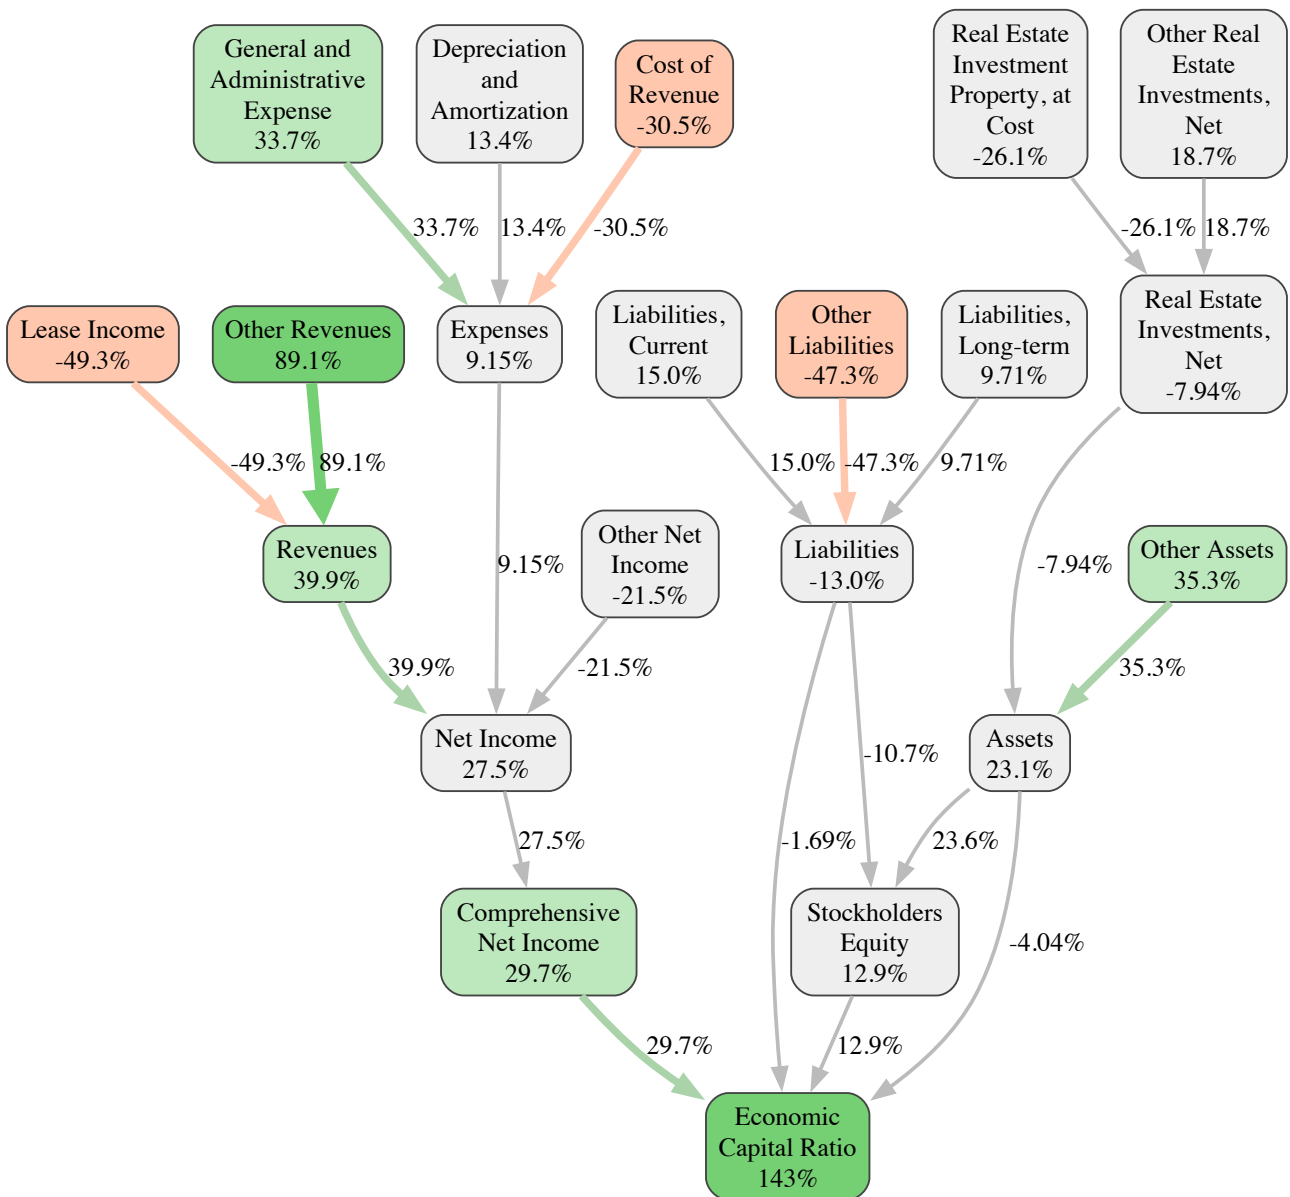 General and
Administrative
Expense
33.7%
Depreciation
and
Amortization
13.4%
Cost of
Revenue
-30.5%
Real Estate
Investment
Property, at
Cost
-26.1%
Other Real
Estate
Investments,
Net
18.7%
33.7%
13.4%
-30.5%
-26.1%
18.7%
Lease Income
-49.3%
Other Revenues
89.1%
Expenses
9.15%
Liabilities,
Current
15.0%
Other
Liabilities
-47.3%
Liabilities,
Long-term
9.71%
Real Estate
Investments,
Net
-7.94%
-49.3%
89.1%
15.0%
-47.3%
9.71%
Revenues
39.9%
9.15%
Other Net
Income
-21.5%
Liabilities
-13.0%
-7.94%
Other Assets
35.3%
39.9%
-21.5%
35.3%
Net Income
27.5%
-10.7%
Assets
23.1%
27.5%
-1.69%
23.6%
Comprehensive
Net Income
29.7%
Stockholders
Equity
12.9%
-4.04%
29.7%
12.9%
Economic
Capital Ratio
143%